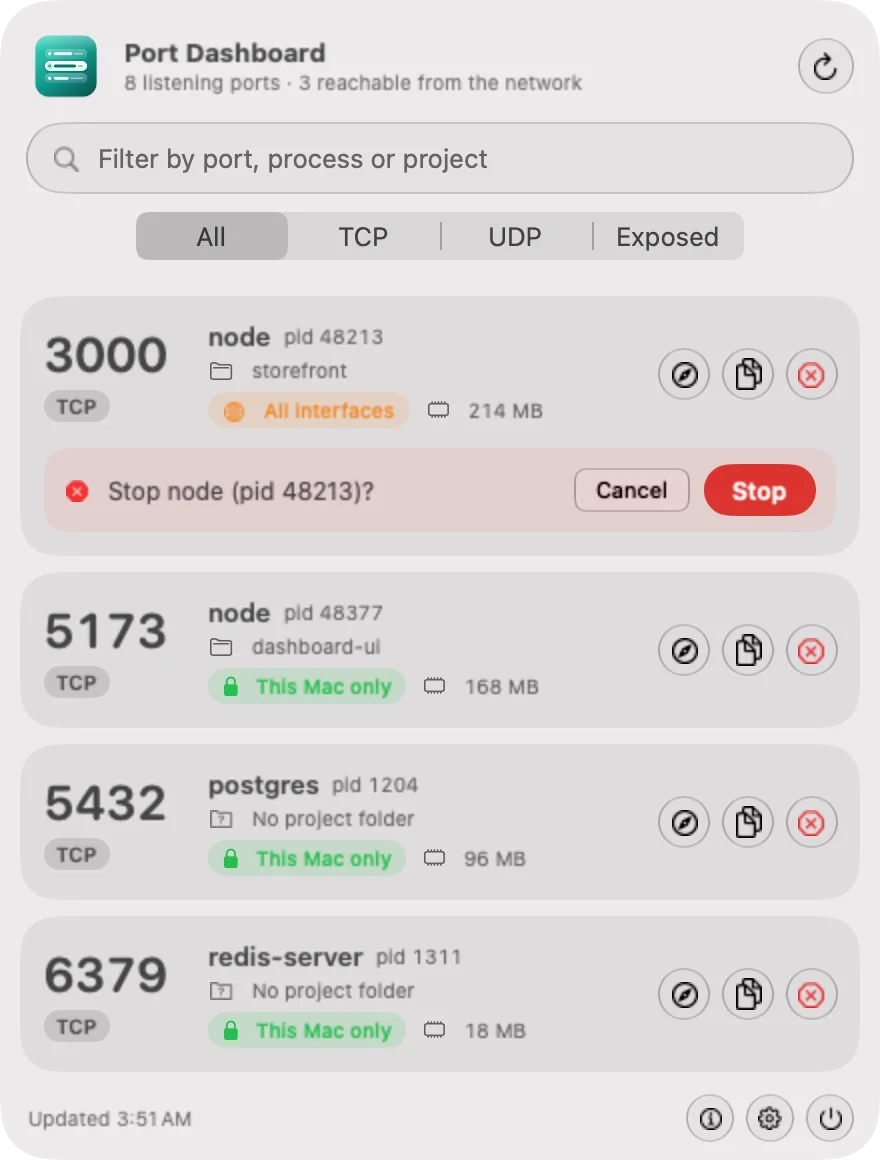 Port Dashboard
8 listening ports · 3 reachable from the network
Filter by port, process or project
All TCP UDP Exposed
3000
TCP
node pid 48213
storefront
All interfaces 214 MB
Stop node (pid 48213)? Cancel Stop
5173
TCP
node pid 48377
dashboard-ui
This Mac only 168 MB
5432
TCP
postgres pid 1204
No project folder
This Mac only 96 MB
6379
TCP
redis-server pid 1311
No project folder
This Mac only 18 MB
Updated 3:51 AM